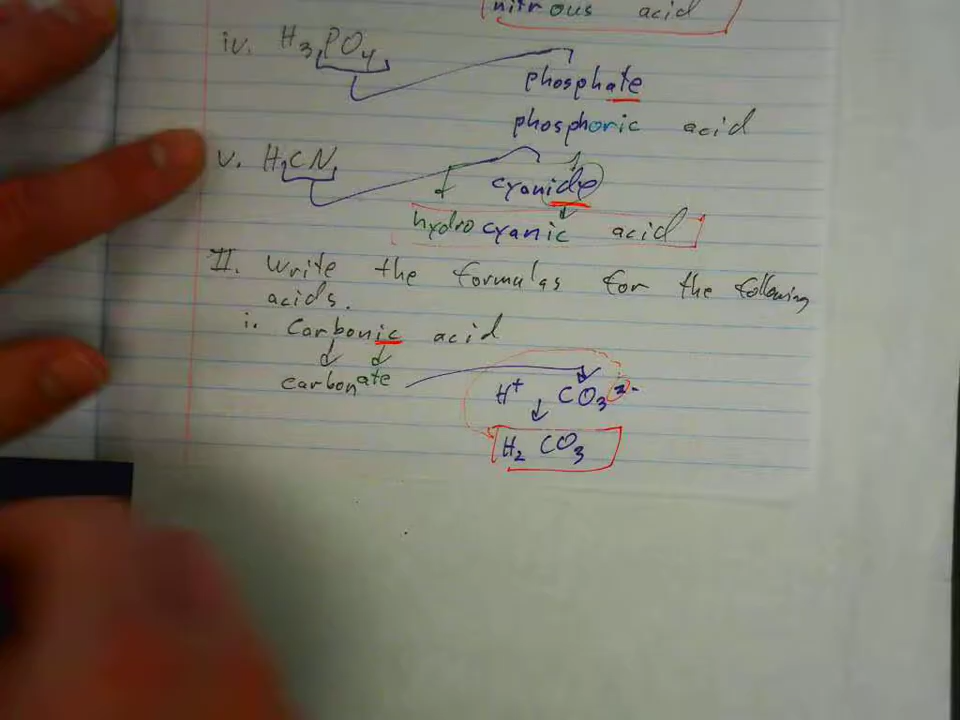 nitrous acid
iv. H3PO4
phosphate
phosphoric acid
v. HCN
cyanide
hydrocyanic acid
II. Write the formulas for the following
acids.
i. Carbonic acid
carbonate
H+ CO3 2-
H2 CO3